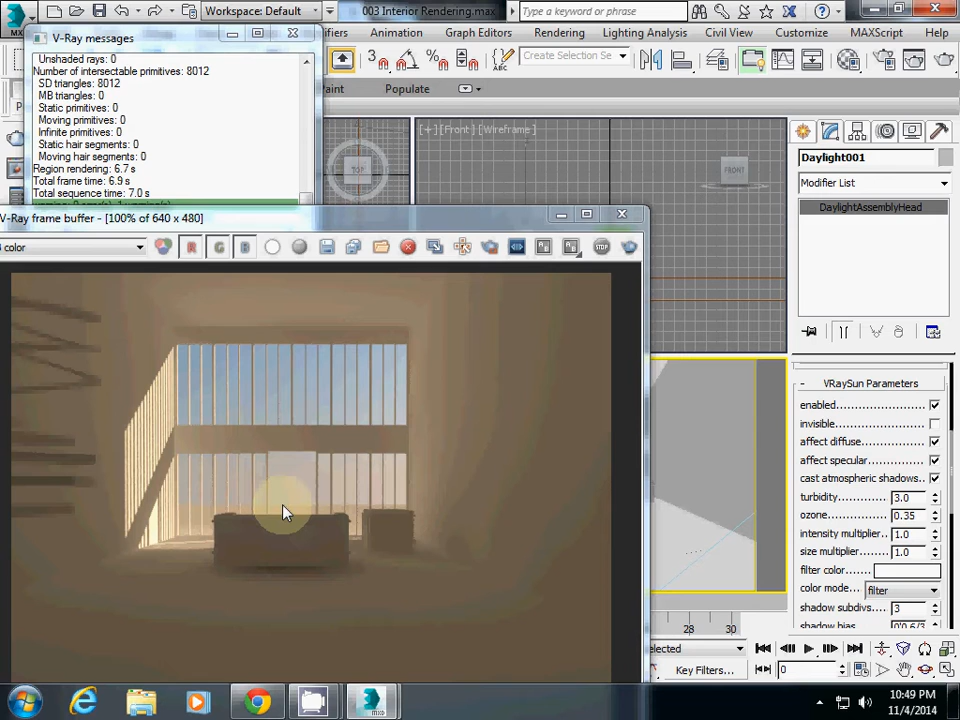 Workspace: Default
003 Interior Rendering.max
Type a keyword or phrase
V-Ray messages
Animation
Graph Editors
Rendering
Lighting Analysis
Civil View
Customize
MAXScript
Help
Unshaded rays: 0
Number of intersectable primitives: 8012
SD triangles: 8012
MB triangles: 0
Static primitives: 0
Moving primitives: 0
Infinite primitives: 0
Static hair segments: 0
Moving hair segments: 0
Region rendering: 6.7 s
Total frame time: 6.9 s
Total sequence time: 7.0 s
Create Selection Se
Populate
[+] [Front] [Wireframe]
TOP
FRONT
Daylight001
Modifier List
DaylightAssemblyHead
V-Ray frame buffer - [100% of 640 x 480]
color
R G B
STOP
VRaySun Parameters
enabled
invisible
affect diffuse
affect specular
cast atmospheric shadows
turbidity 3.0
ozone 0.35
intensity multiplier 1.0
size multiplier 1.0
filter color
color mode filter
shadow subdivs 3
shadow bias
28 30
elected
Key Filters...
0
10:49 PM
11/4/2014